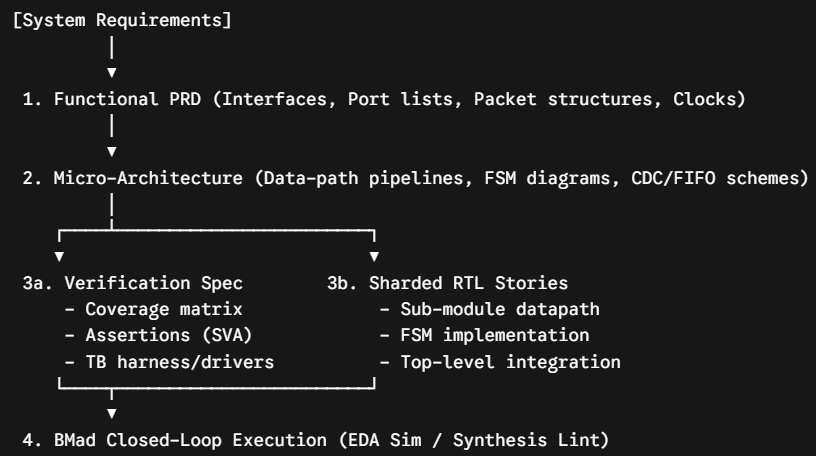 [System Requirements]
1. Functional PRD (Interfaces, Port lists, Packet structures, Clocks)
2. Micro-Architecture (Data-path pipelines, FSM diagrams, CDC/FIFO schemes)
3a. Verification Spec 3b. Sharded RTL Stories
- Coverage matrix - Sub-module datapath
- Assertions (SVA) - FSM implementation
- TB harness/drivers - Top-level integration
4. BMad Closed-Loop Execution (EDA Sim / Synthesis Lint)